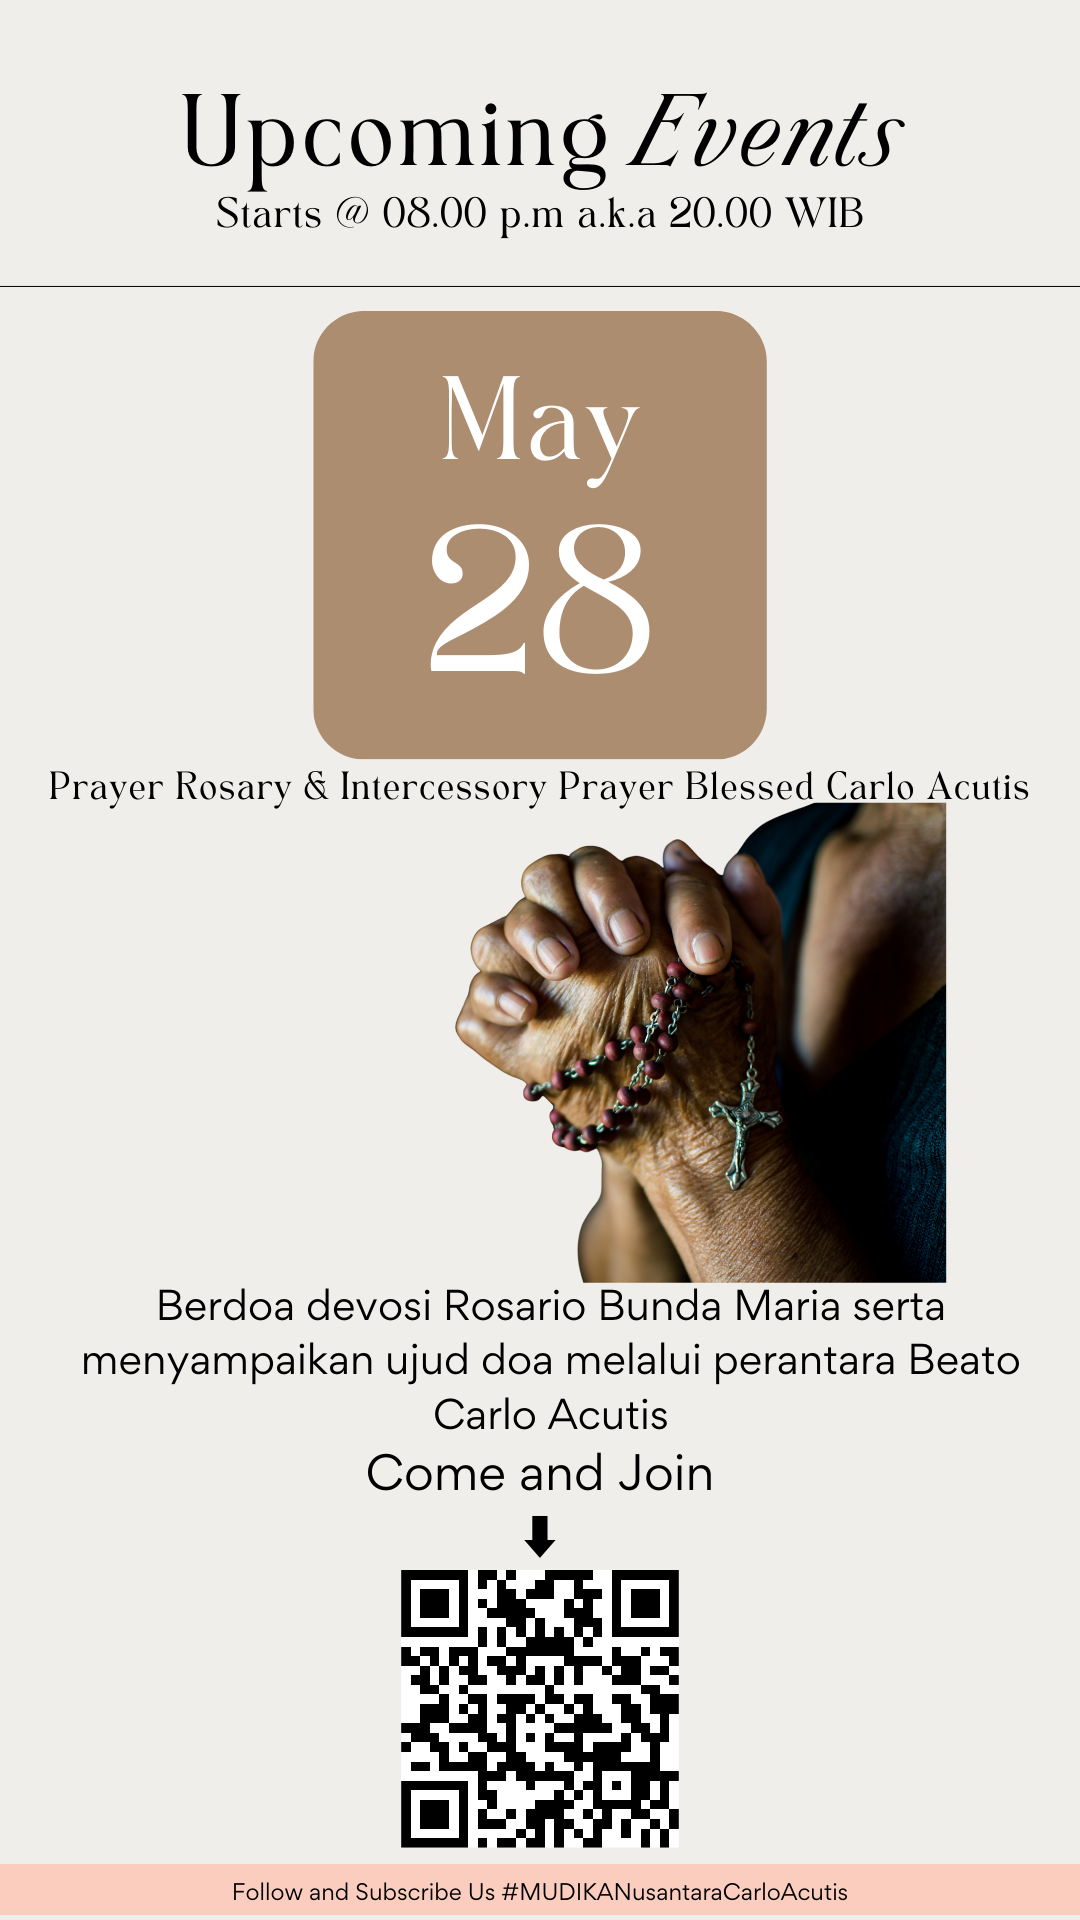 Upcoming Events
Starts @ 08.00 p.m a.k.a 20.00 WIB
May
28
Prayer Rosary & Intercessory Prayer Blessed Carlo Acutis
Berdoa devosi Rosario Bunda Maria serta
menyampaikan ujud doa melalui perantara Beato
Carlo Acutis
Come and Join
Follow and Subscribe Us #MUDIKANusantaraCarloAcutis